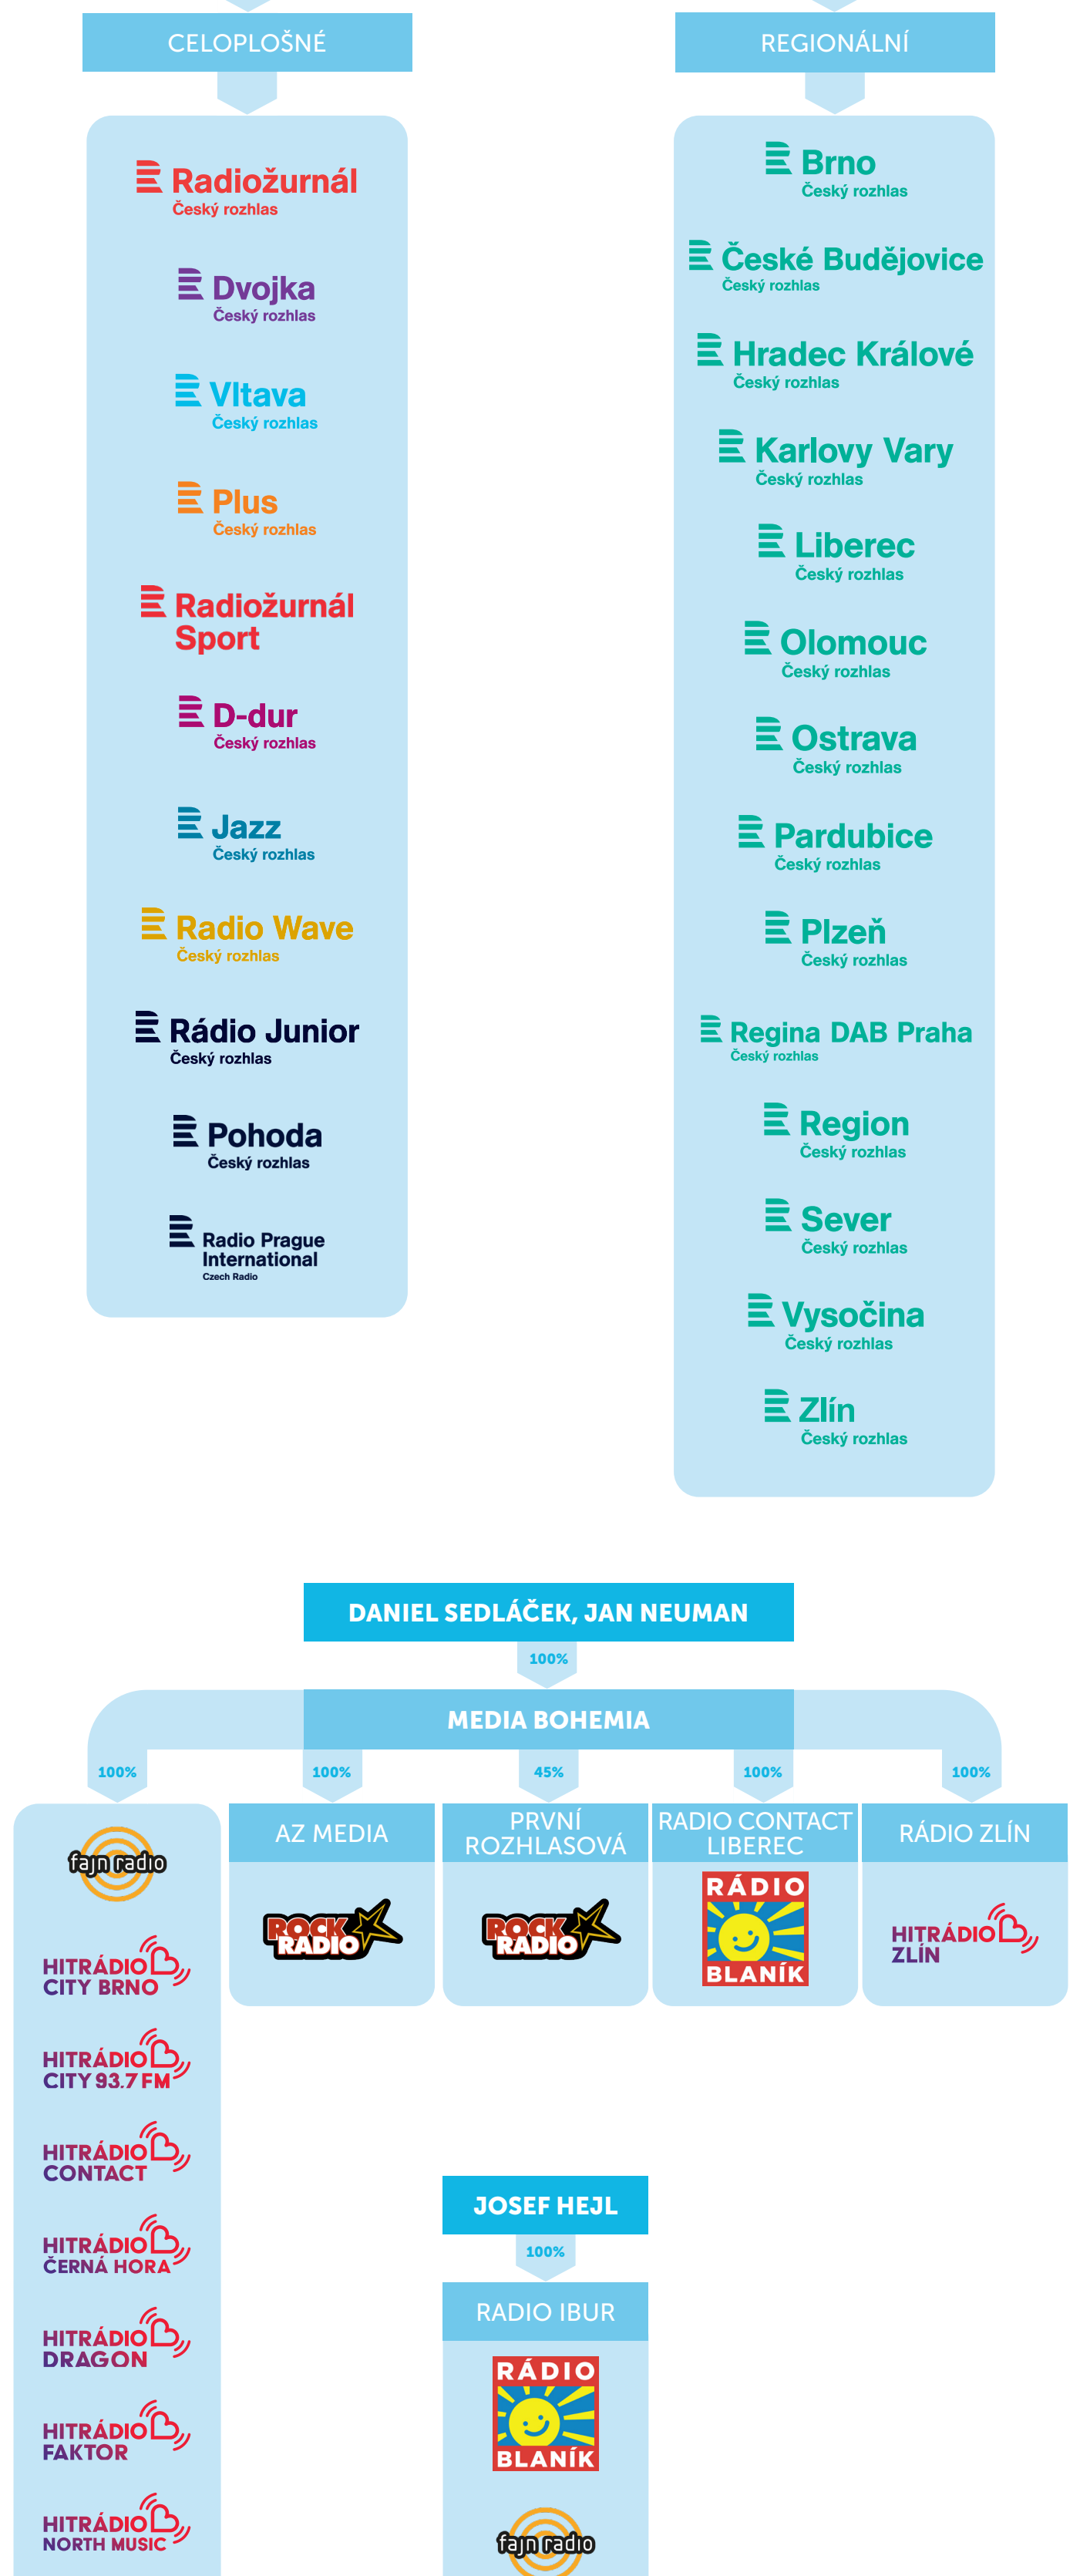 CELOPLOŠNÉ
Radiožurnál
Český rozhlas
Dvojka
Český rozhlas
Vltava
Český rozhlas
Plus
Český rozhlas
Radiožurnál
Sport
D-dur
Český rozhlas
Jazz
Český rozhlas
Radio Wave
Český rozhlas
Rádio Junior
Český rozhlas
Pohoda
Český rozhlas
Radio Prague
International
Czech Radio
REGIONÁLNÍ
Brno
Český rozhlas
České Budějovice
Český rozhlas
Hradec Králové
Český rozhlas
Karlovy Vary
Český rozhlas
Liberec
Český rozhlas
Olomouc
Český rozhlas
Ostrava
Český rozhlas
Pardubice
Český rozhlas
Plzeň
Český rozhlas
Regina DAB Praha
Český rozhlas
Region
Český rozhlas
Sever
Český rozhlas
Vysočina
Český rozhlas
Zlín
Český rozhlas
DANIEL SEDLÁČEK, JAN NEUMAN
100%
MEDIA BOHEMIA
100%
100%
45%
100%
100%
fajn radio
HITRÁDIO
CITY BRNO
HITRÁDIO
CITY 93.7 FM
HITRÁDIO
CONTACT
HITRÁDIO
ČERNÁ HORA
HITRÁDIO
DRAGON
HITRÁDIO
FAKTOR
HITRÁDIO
NORTH MUSIC
AZ MEDIA
ROCK
RADIO
PRVNÍ
ROZHLASOVÁ
ROCK
RADIO
RADIO CONTACT
LIBEREC
RÁDIO
BLANÍK
RÁDIO ZLÍN
HITRÁDIO
ZLÍN
JOSEF HEJL
100%
RADIO IBUR
RÁDIO
BLANÍK
fajn radio